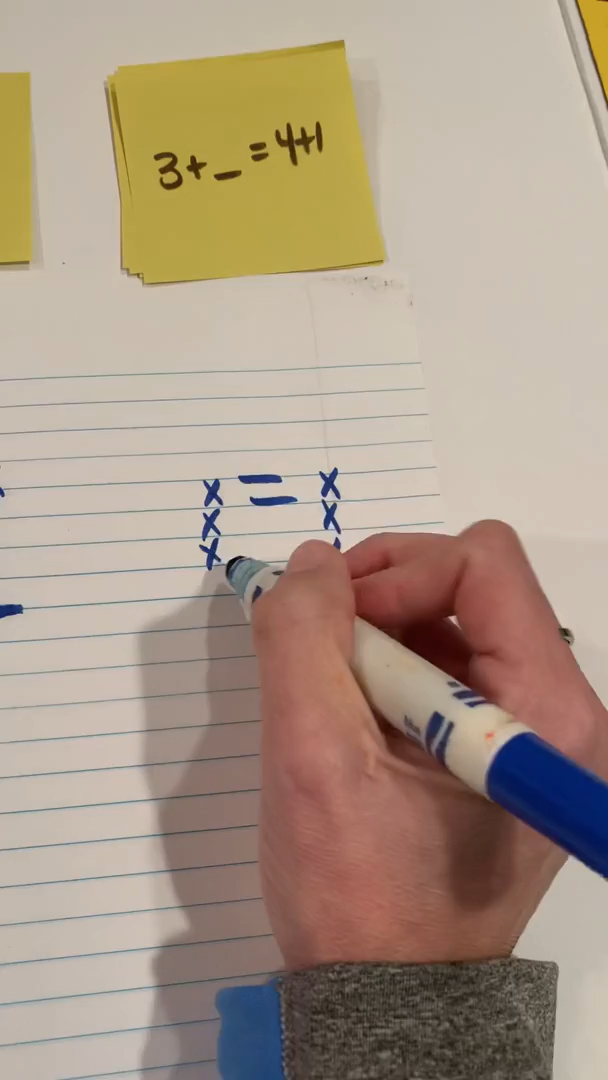 3+_=4+1
x = x
x x
x